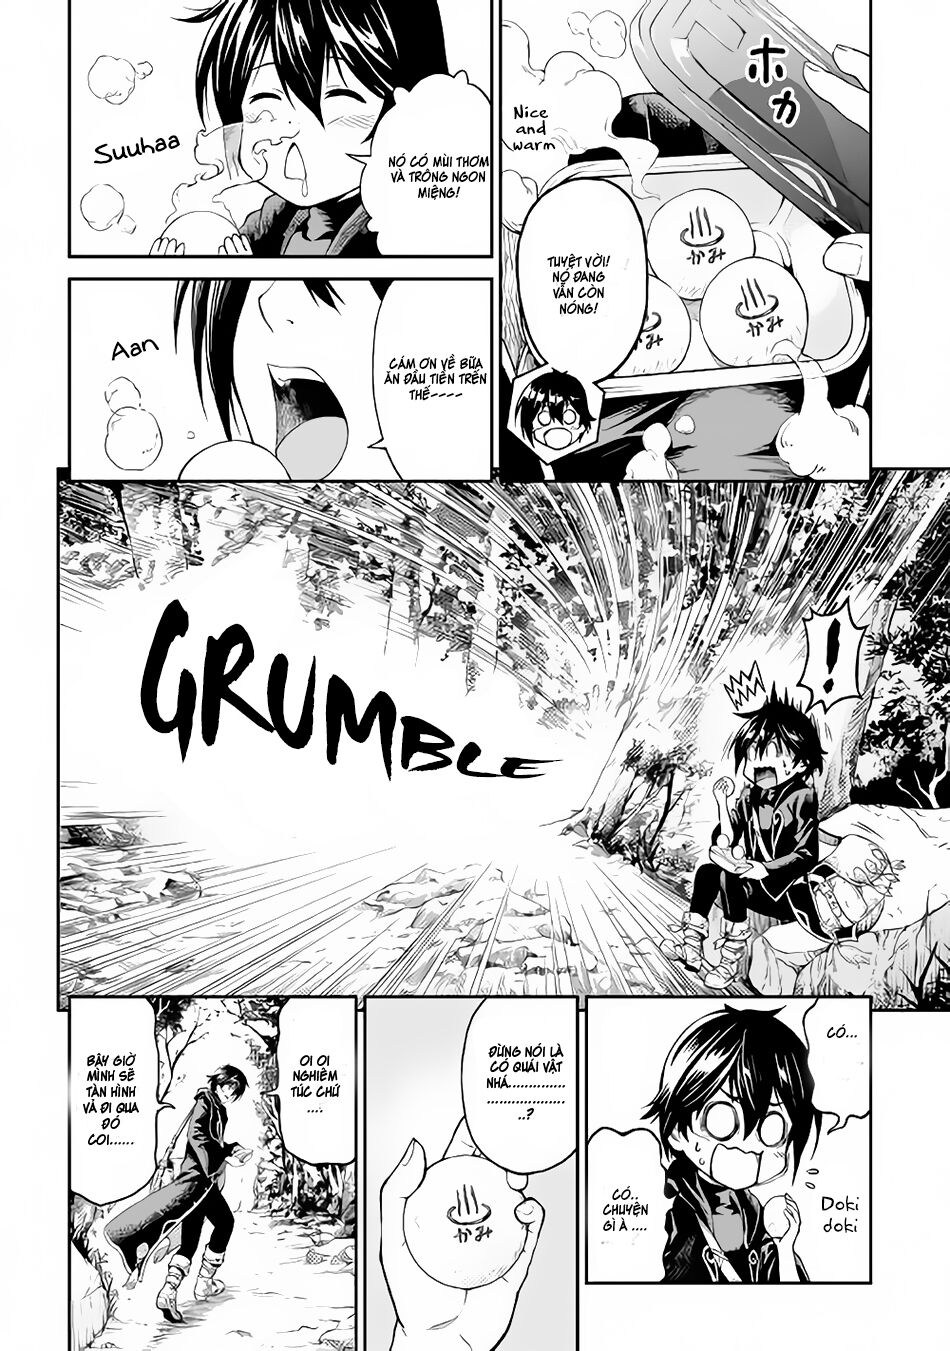 ホカ
Nice
and
warm
かみ
かみ
かみ
TUYỆT VỜI!
NÓ ĐANG
VẪN CÒN
NÓNG!
Suuhaa
NÓ CÓ MÙI THƠM
VÀ TRÔNG NGON
MIỆNG!
Aan
CÁM ƠN VỀ BỮA
ĂN ĐẦU TIÊN TRÊN
THẾ----
GRUMBLE
!
CÓ...
CÓ..
CHUYỆN
GÌ À ....
Doki
doki
ĐỪNG NÓI LÀ
CÓ QUÁI VẬT
NHÁ...............
....................
..?
かみ
OI OI
NGHIÊM
TÚC CHỨ
....
BÂY GIỜ
MÌNH SẼ
TÀN HÌNH
VÀ ĐI QUA
ĐÓ
COI......